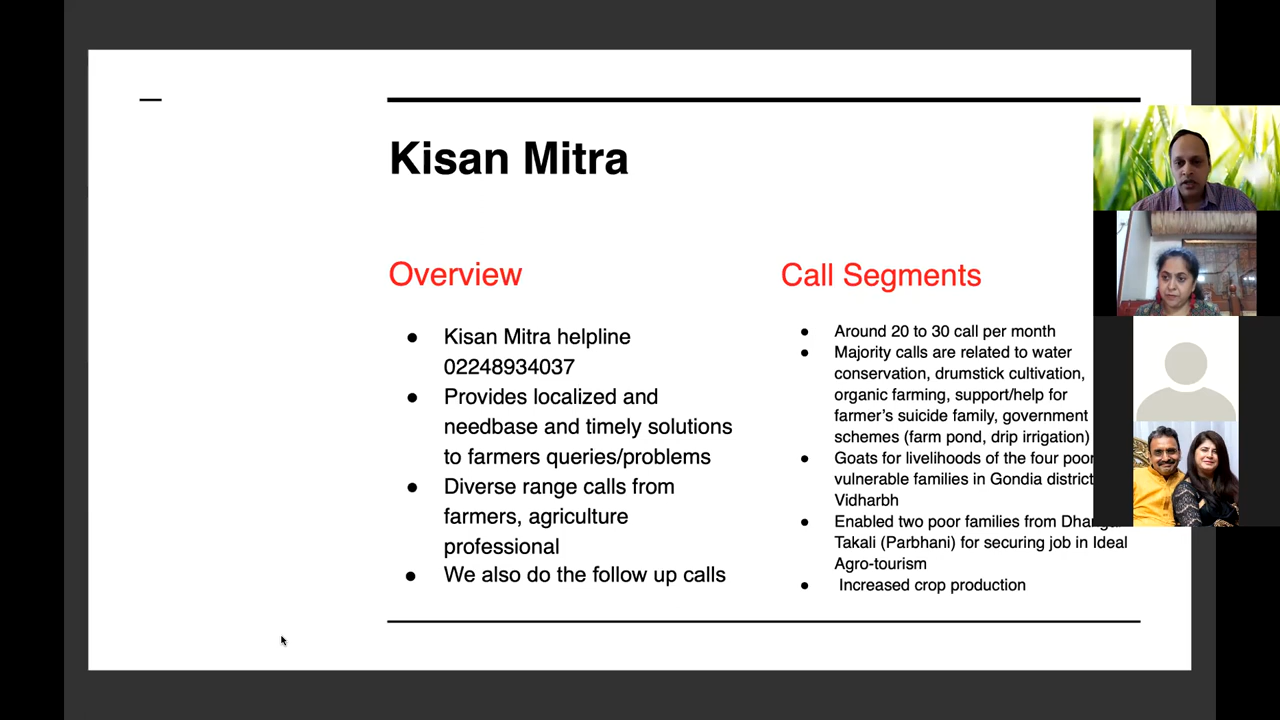 Kisan Mitra
Overview
● Kisan Mitra helpline
02248934037
● Provides localized and
needbase and timely solutions
to farmers queries/problems
● Diverse range calls from
farmers, agriculture
professional
● We also do the follow up calls
Call Segments
● Around 20 to 30 call per month
● Majority calls are related to water
conservation, drumstick cultivation,
organic farming, support/help for
farmer's suicide family, government
schemes (farm pond, drip irrigation)
● Goats for livelihoods of the four poor
vulnerable families in Gondia district
Vidharbh
● Enabled two poor families from
Takali (Parbhani) for securing job in Ideal
Agro-tourism
● Increased crop production